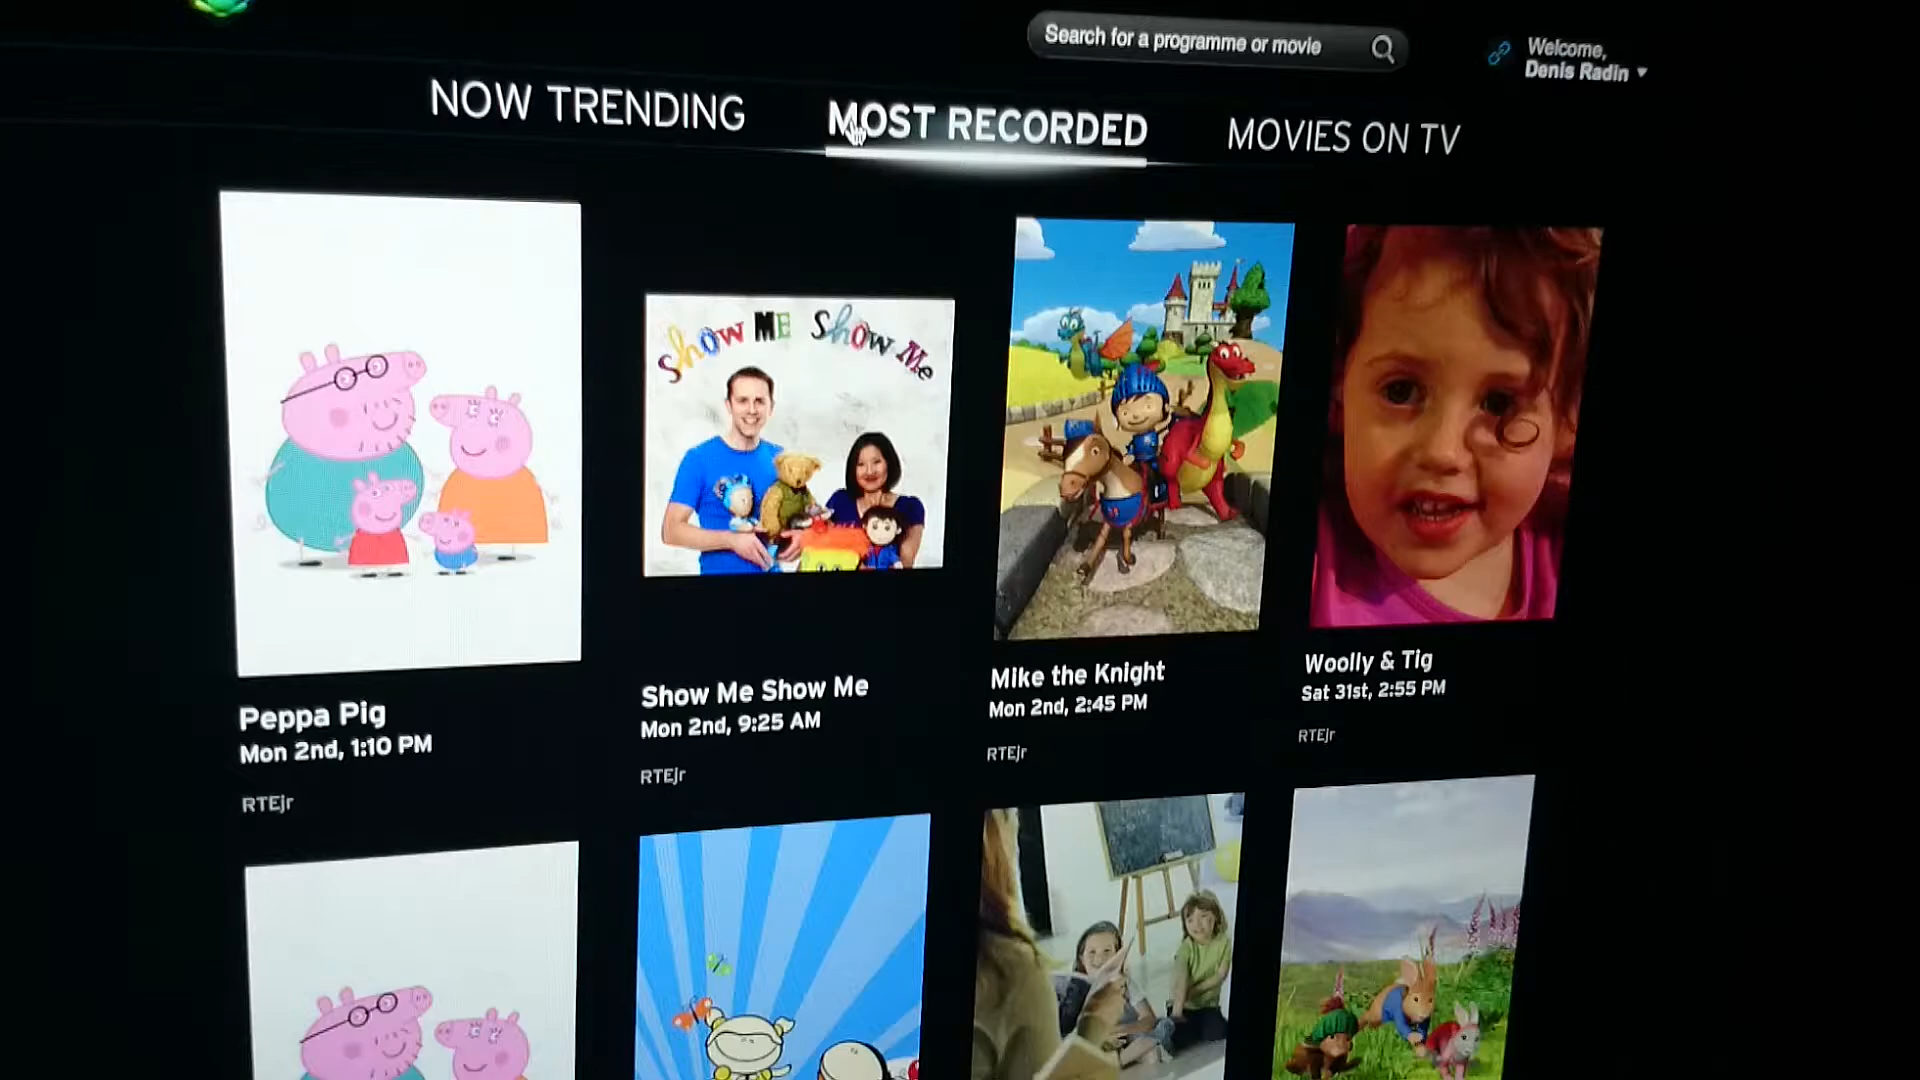 Search for a programme or movie
Welcome,
Denis Radin
NOW TRENDING
MOST RECORDED
MOVIES ON TV
Show Me Show Me
Peppa Pig
Mon 2nd, 1:10 PM
RTEjr
Show Me Show Me
Mon 2nd, 9:25 AM
RTEjr
Mike the Knight
Mon 2nd, 2:45 PM
RTEjr
Woolly & Tig
Sat 31st, 2:55 PM
RTEjr